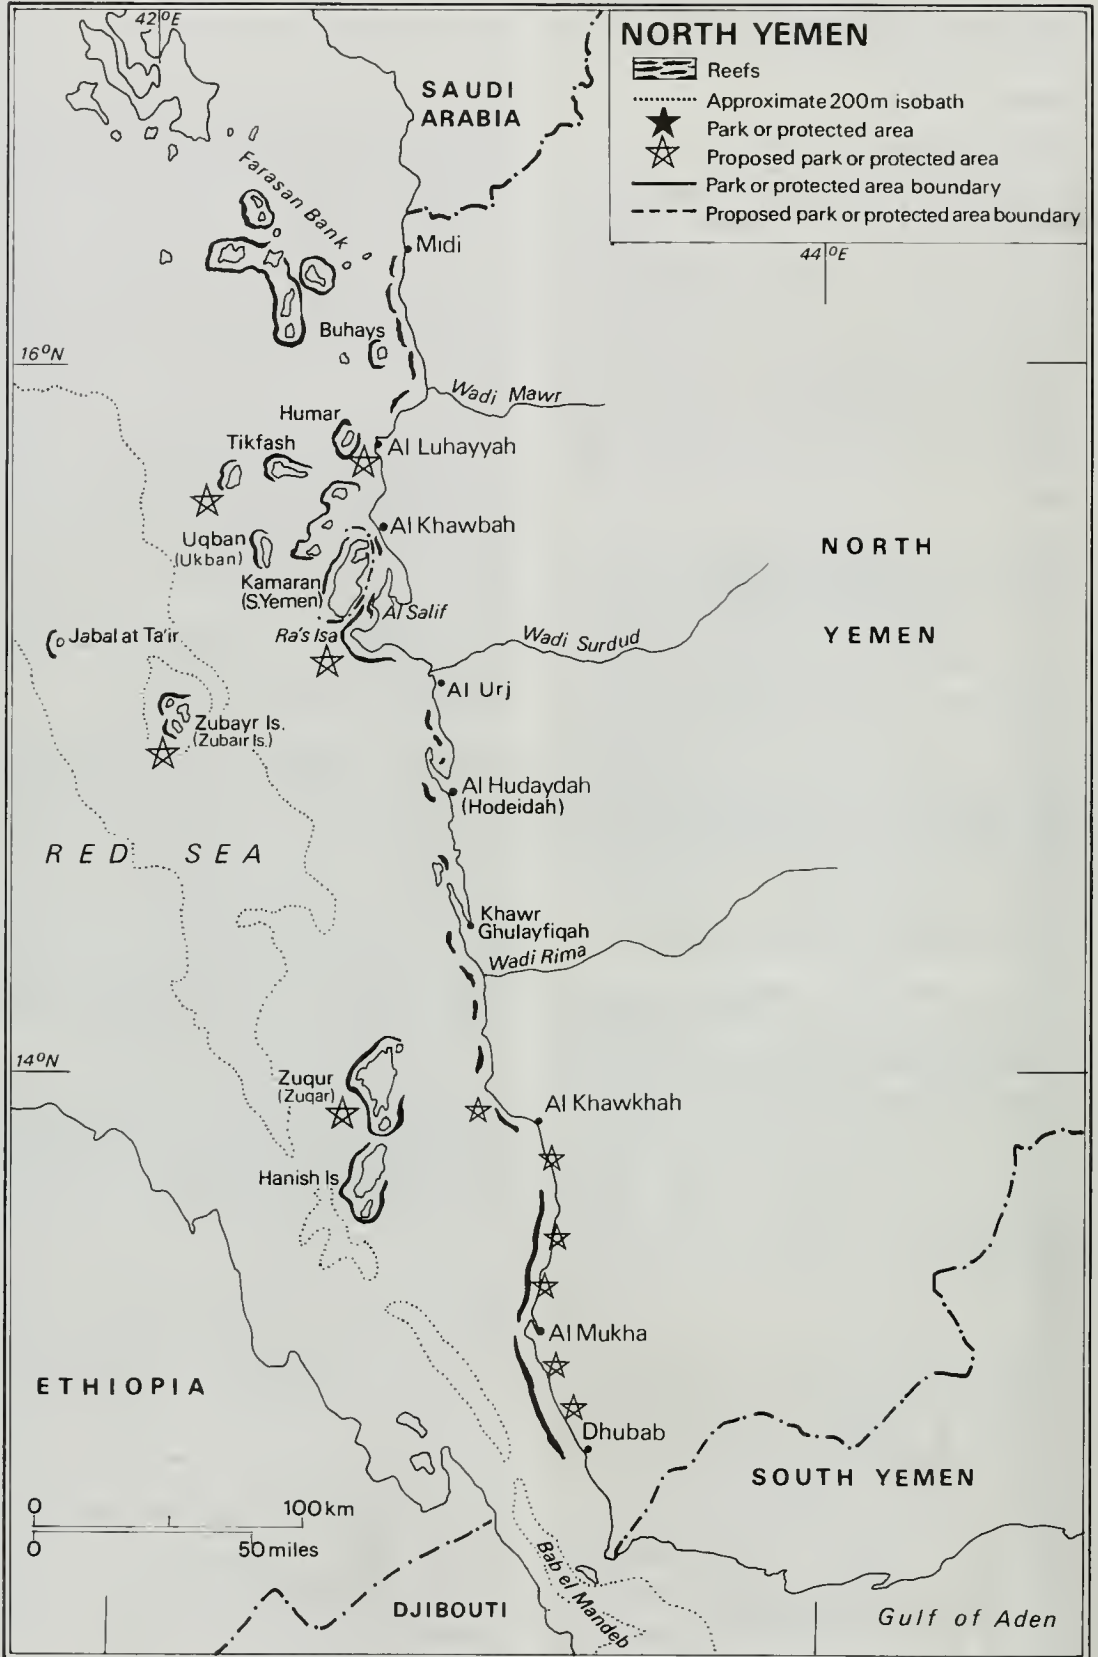 42°E
NORTH YEMEN
Reefs
Approximate 200m isobath
Park or protected area
Proposed park or protected area
Park or protected area boundary
Proposed park or protected area boundary
SAUDI
ARABIA
Farasan Bank
Midi
44°E
Buhays
16°N
Wadi Mawr
Humar
Al Luhayyah
Tikfash
Al Khawbah
Uqban
(Ukban)
NORTH
YEMEN
Kamaran
(S.Yemen)
Al Salif
Ra's Isa
Jabal at Ta'ir
Wadi Surdud
Al Urj
Zubayr Is.
(Zubair Is.)
Al Hudaydah
(Hodeidah)
RED SEA
Khawr
Ghulayfiqah
Wadi Rima
14°N
Zuqur
(Zuqar)
Al Khawkhah
Hanish Is
Al Mukha
ETHIOPIA
Dhubab
SOUTH YEMEN
0 100 km
0 50 miles
Bab el Mandeb
DJIBOUTI
Gulf of Aden